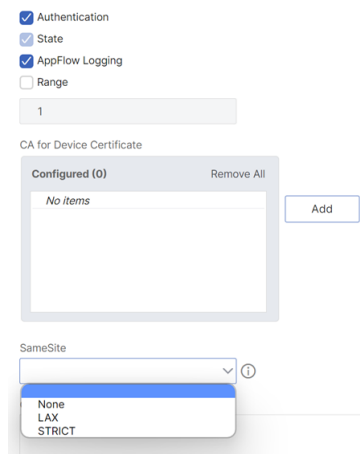 Authentication
State
AppFlow Logging
Range
1
CA for Device Certificate
Configured (0) Remove All
No items
Add
SameSite
None
LAX
STRICT